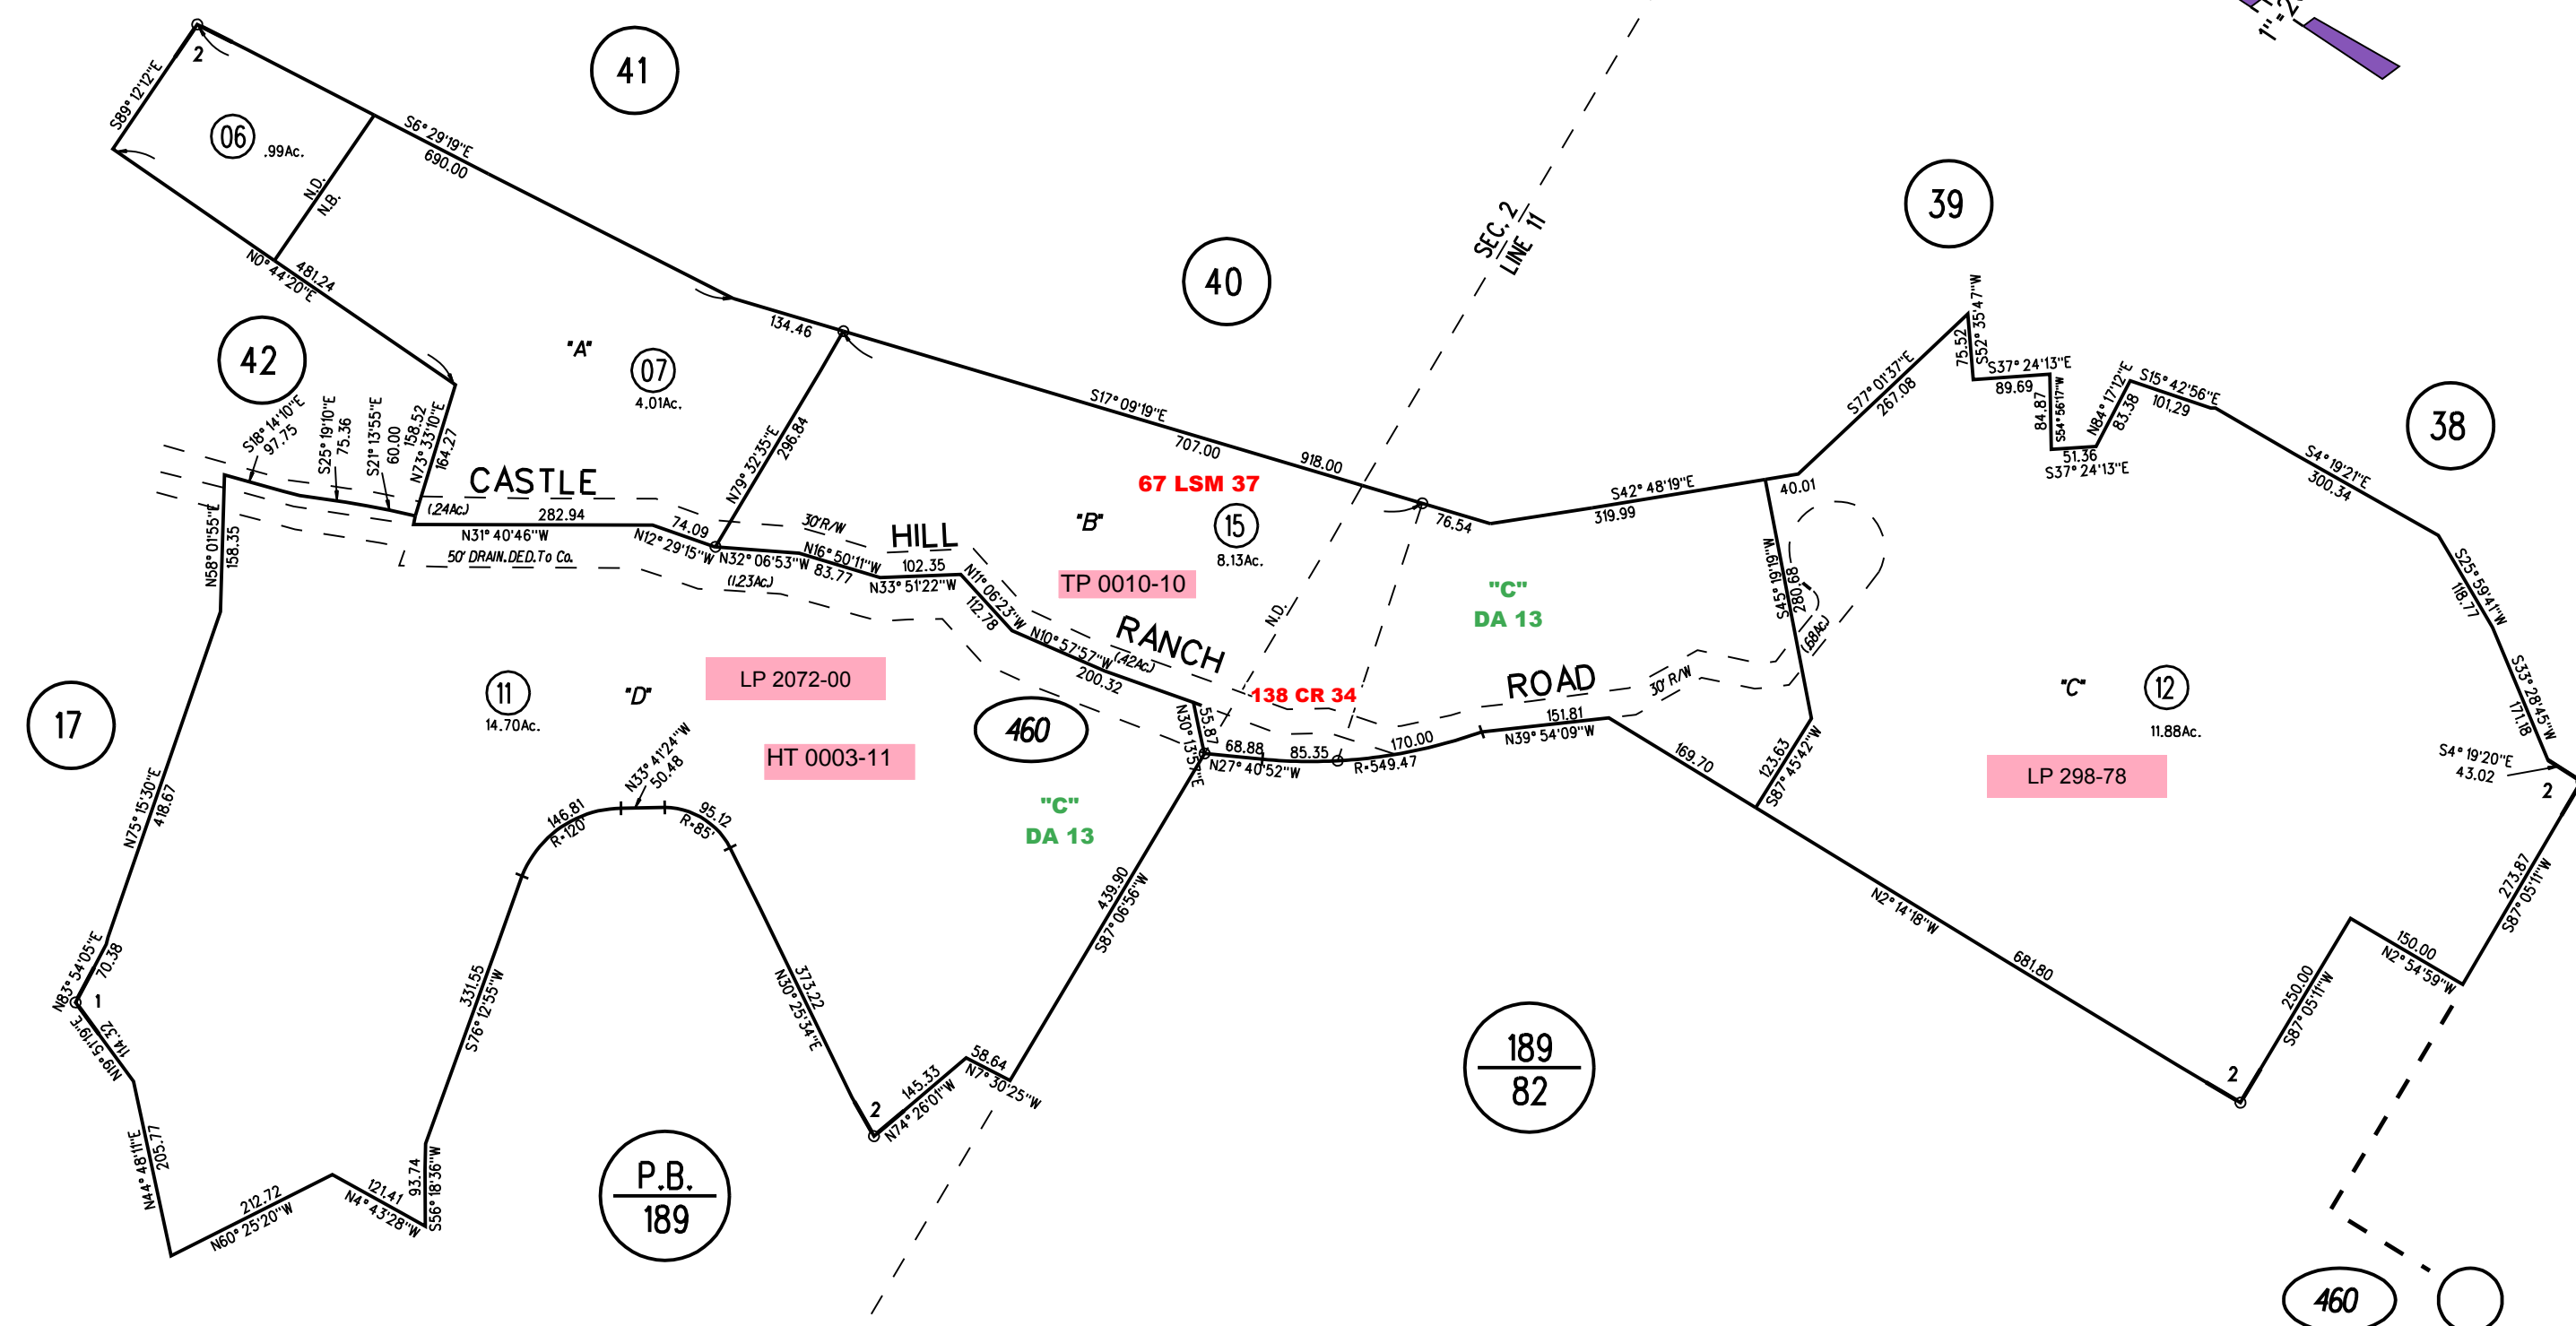 1"=2
41
2
S89°12'12"E
06
.99Ac.
N.D.
N.B.
S6°29'19"E
690.00
N0°44'20"E
481.24
42
"A"
07
4.01Ac.
134.46
40
SEC. 2
LINE 11
39
38
S18°14'10"E
97.75
S25°19'10"E
75.36
S21°13'55"E
60.00
158.52
N73°33'10"E
164.27
CASTLE
(.24Ac.)
282.94
N31°40'46"W
50' DRAIN.DED.To Co.
74.09
N12°29'15"W
N79°32'35"E
296.84
S17°09'19"E
707.00
918.00
67 LSM 37
"B"
15
8.13Ac.
TP 0010-10
30'R/W
HILL
N32°06'53"W
(1.23Ac.)
N16°50'11"W
83.77
102.35
N33°51'22"W
N11°06'23"W
112.78
N10°57'57"W
(.42Ac.)
200.32
RANCH
N.D.
76.54
S42°48'19"E
319.99
40.01
S77°01'37"E
267.08
75.52
S52°35'47"W
S37°24'13"E
89.69
84.87
S54°56'17"W
51.36
S37°24'13"E
N84°17'12"E
83.38
S15°42'56"E
101.29
S4°19'21"E
300.34
S25°59'41"W
118.77
S33°28'45"W
171.18
S4°19'20"E
43.02
2
"C"
DA 13
S45°19'19"W
280.68
(.68Ac.)
ROAD
30' R/W
138 CR 34
N58°01'55"E
158.35
17
11
14.70Ac.
"D"
LP 2072-00
HT 0003-11
460
N30°13'57"E
55.87
68.88
N27°40'52"W
85.35
170.00
R=549.47
151.81
N39°54'09"W
169.70
123.63
S87°45'42"W
"C"
12
11.88Ac.
LP 298-78
N75°15'30"E
418.67
N33°41'24"W
50.48
146.81
R=120'
95.12
R=85'
"C"
DA 13
439.90
S87°06'56"W
N2°14'18"W
681.80
273.87
S87°05'11"W
150.00
N2°54'59"W
250.00
S87°05'11"W
2
N83°54'05"E
70.38
1
N19°51'19"E
114.32
331.55
S76°12'55"W
373.22
N30°25'34"E
58.64
N7°30'25"W
145.33
N74°26'01"W
2
189
82
N44°48'11"E
205.77
212.72
N60°25'20"W
121.41
N4°43'28"W
93.74
S56°18'36"W
P.B.
189
460